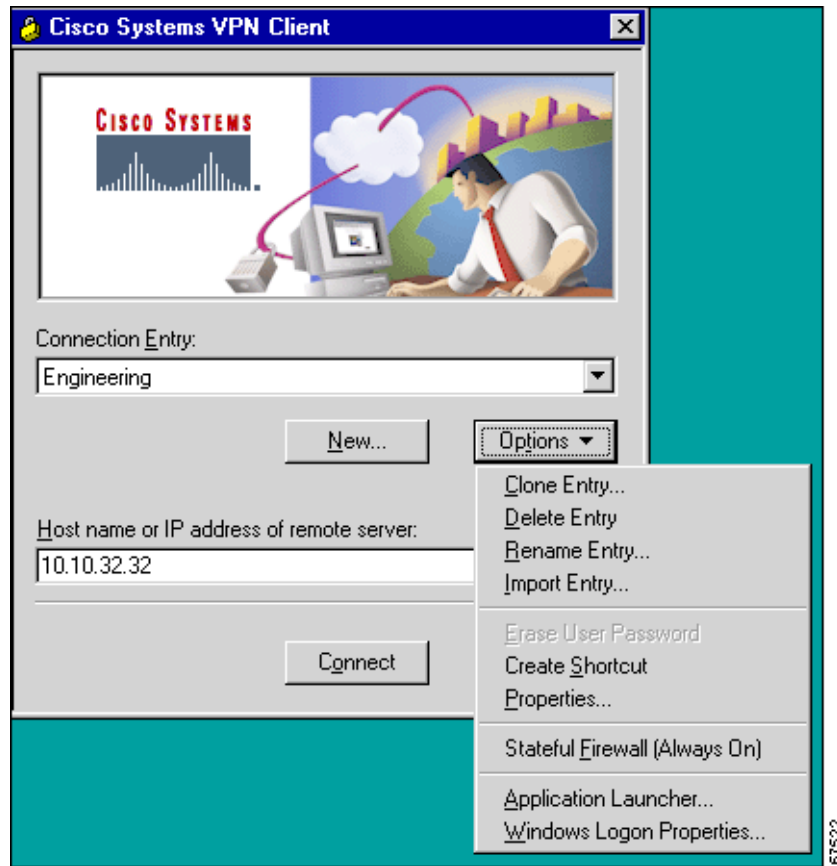 Cisco Systems VPN Client
CISCO SYSTEMS
Connection Entry:
Engineering
New...
Options
Clone Entry...
Delete Entry
Rename Entry...
Import Entry...
Host name or IP address of remote server:
10.10.32.32
Erase User Password
Create Shortcut
Properties...
Connect
Stateful Firewall (Always On)
Application Launcher...
Windows Logon Properties...